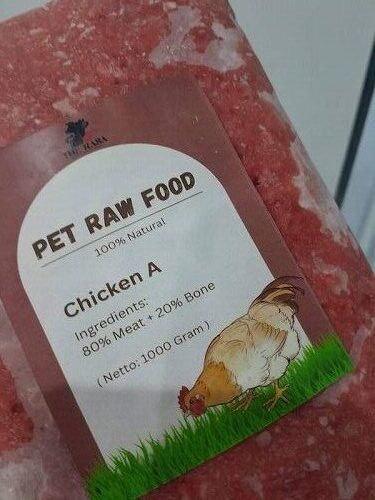 PET RAW FOOD
100% Natural
Chicken A
Ingredients:
80% Meat + 20% Bone
( Netto: 1000 Gram )